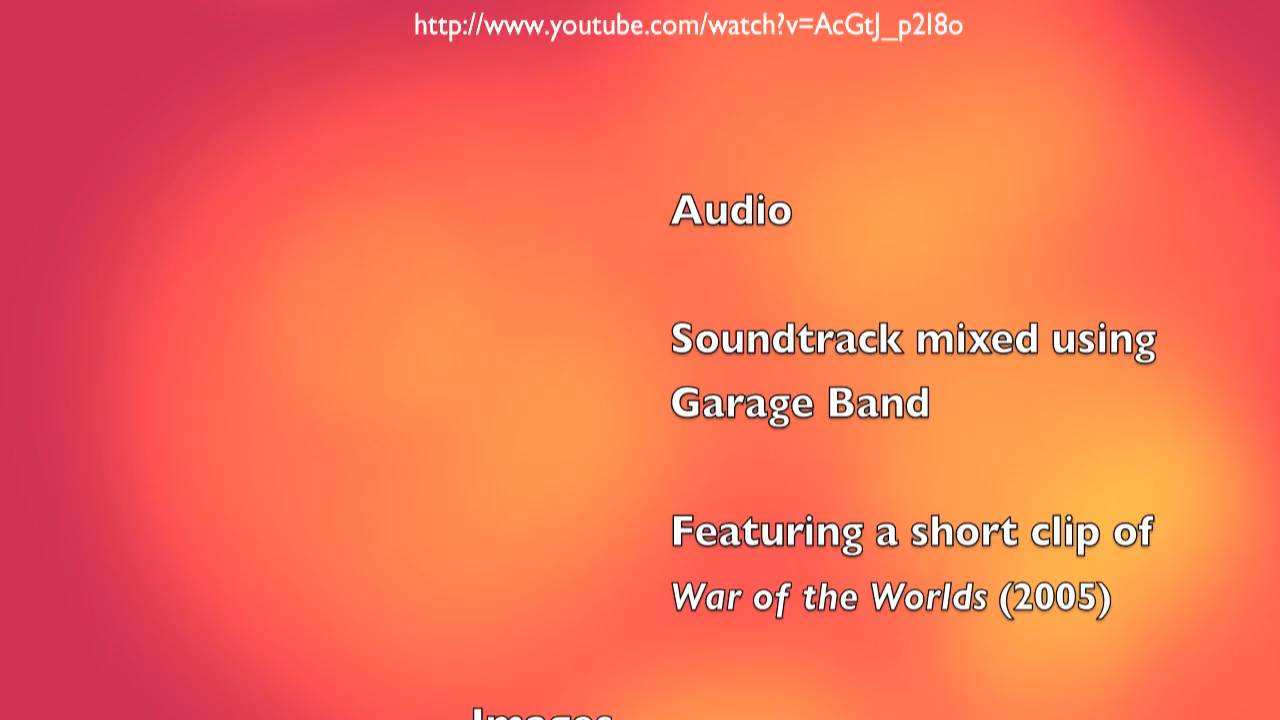 http://www.youtube.com/watch?v=AcGtJ_p2I8o
Audio
Soundtrack mixed using
Garage Band
Featuring a short clip of
War of the Worlds (2005)
Images